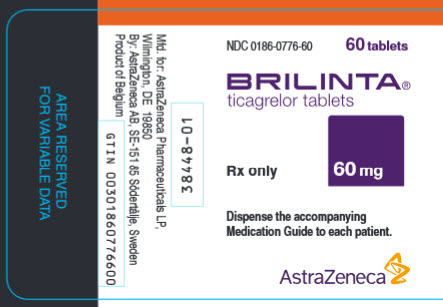 AREA RESERVED
FOR VARIABLE DATA
Mfd. for: AstraZeneca Pharmaceuticals LP,
Wilmington, DE 19850
By: AstraZeneca AB, SE-151 85 Södertälje, Sweden
Product of Belgium
38448-01
GTIN 00301860776600
NDC 0186-0776-60
60 tablets
BRILINTA®
ticagrelor tablets
Rx only
60 mg
Dispense the accompanying
Medication Guide to each patient.
AstraZeneca